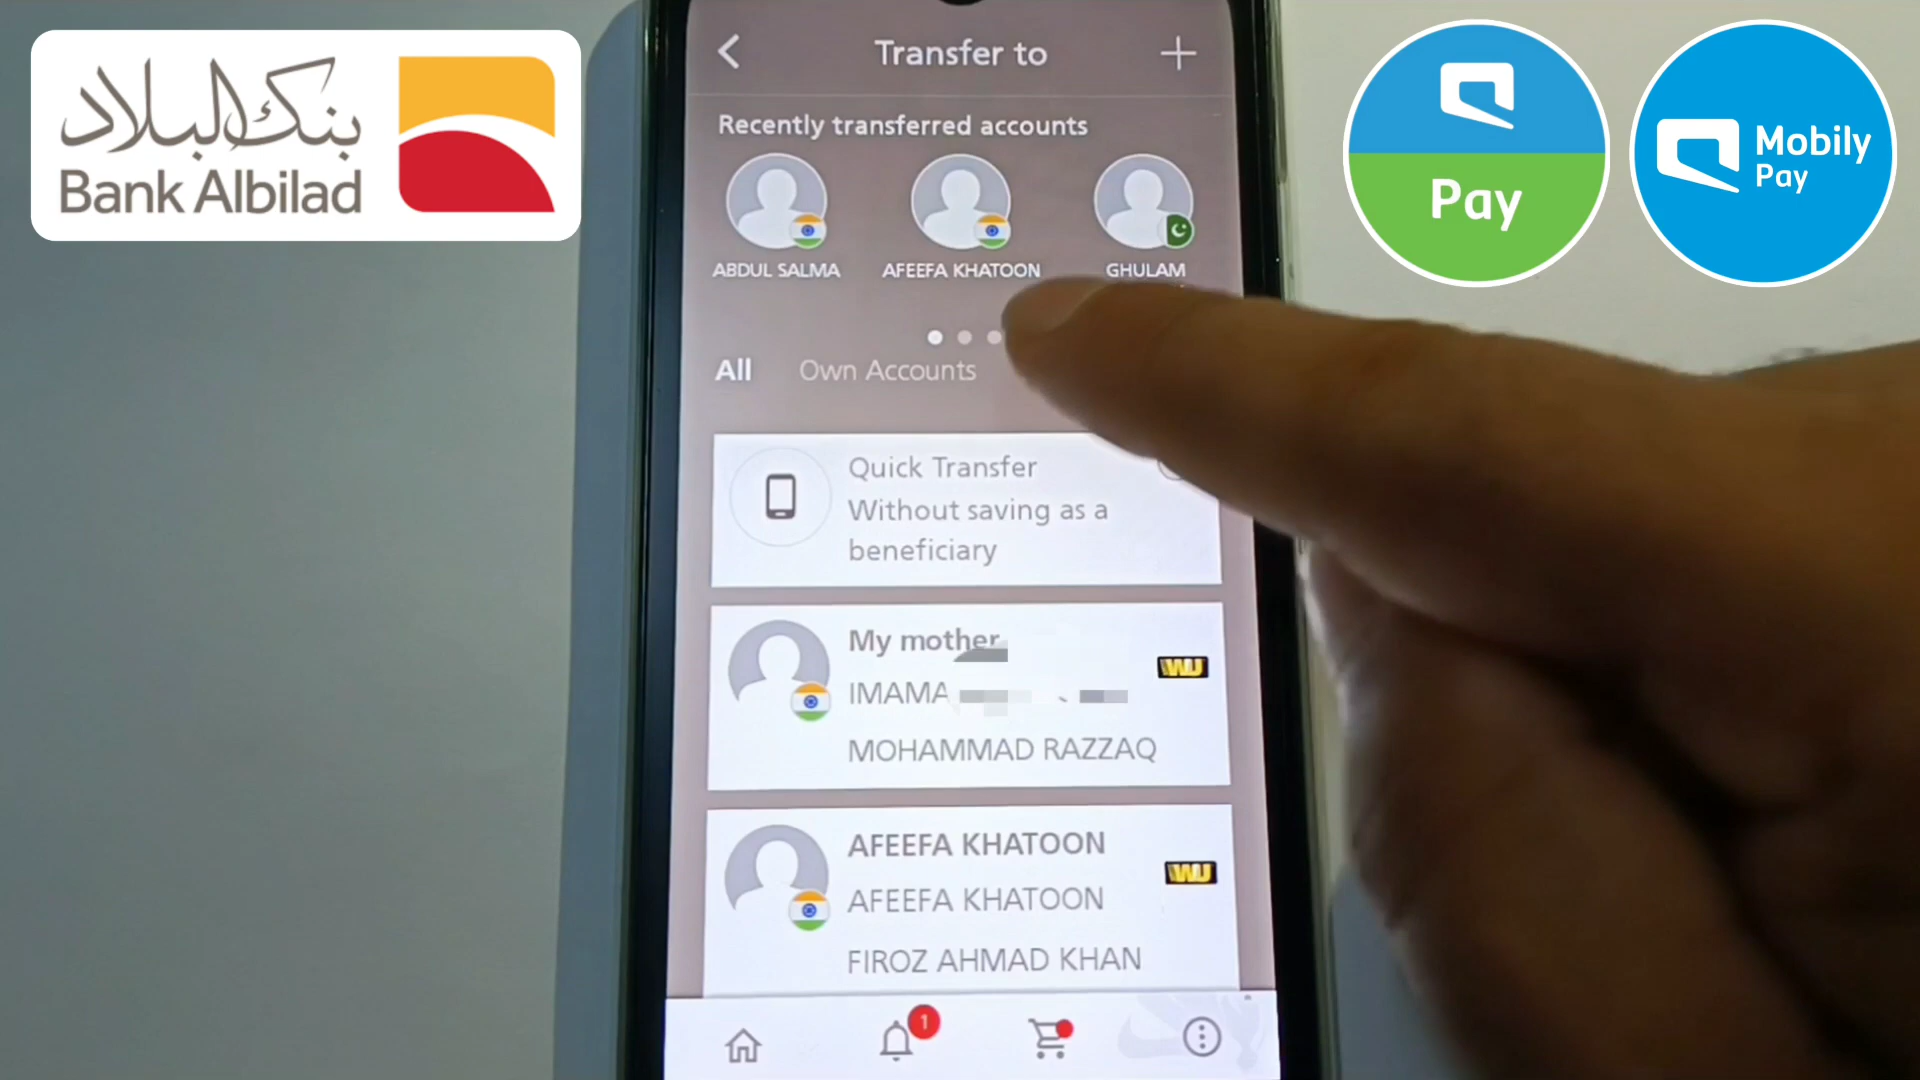 بنك البلاد
Bank Albilad
Pay
Mobily
Pay
Transfer to
Recently transferred accounts
ABDUL SALMA
AFEEFA KHATOON
GHULAM
All
Own Accounts
Quick Transfer
Without saving as a
beneficiary
My mother
WU
IMAMA
MOHAMMAD RAZZAQ
AFEEFA KHATOON
WU
AFEEFA KHATOON
FIROZ AHMAD KHAN
1